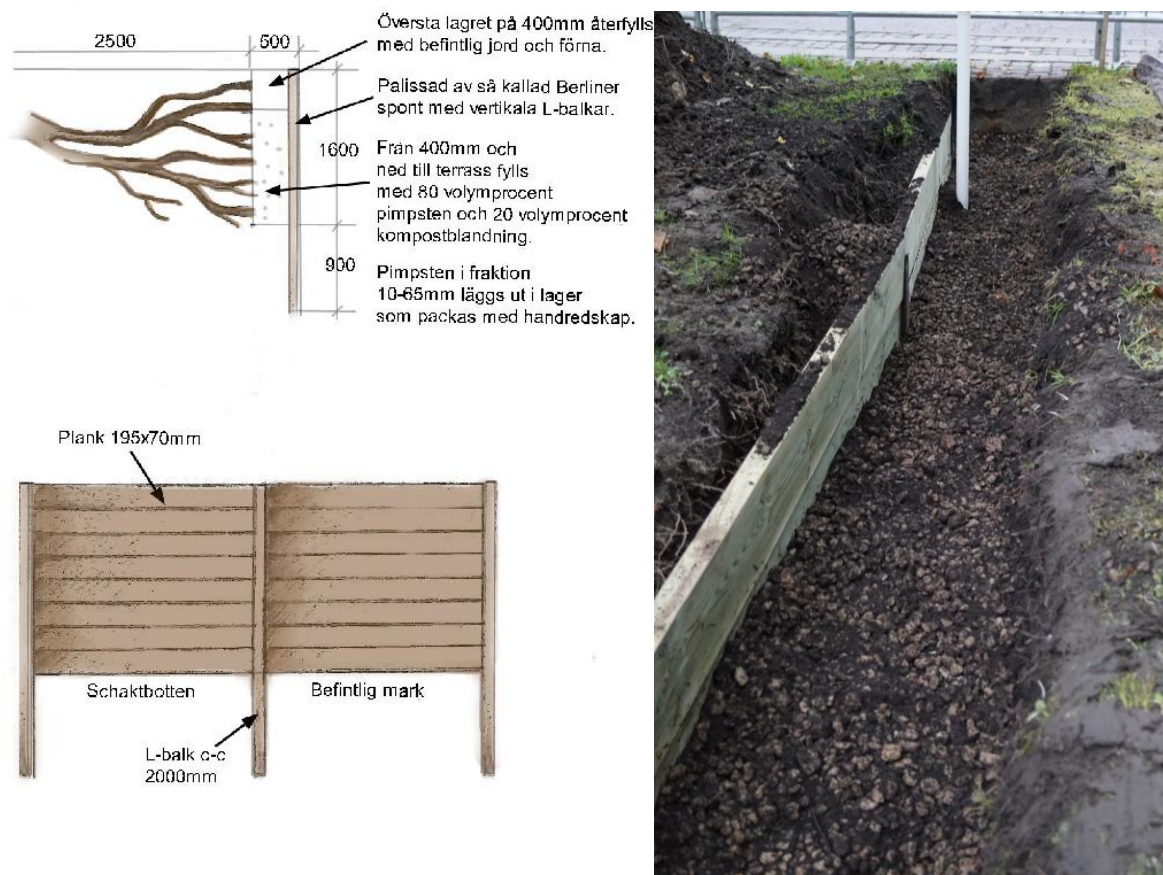 2500
500
Översta lagret på 400mm återfylls
med befintlig jord och förna.
Palissad av så kallad Berliner
spont med vertikala L-balkar.
1600
Från 400mm och
ned till terrass fylls
med 80 volymprocent
pimpsten och 20 volymprocent
kompostblandning.
900
Pimpsten i fraktion
10-65mm läggs ut i lager
som packas med handredskap.
Plank 195x70mm
Schaktbotten
Befintlig mark
L-balk c-c
2000mm